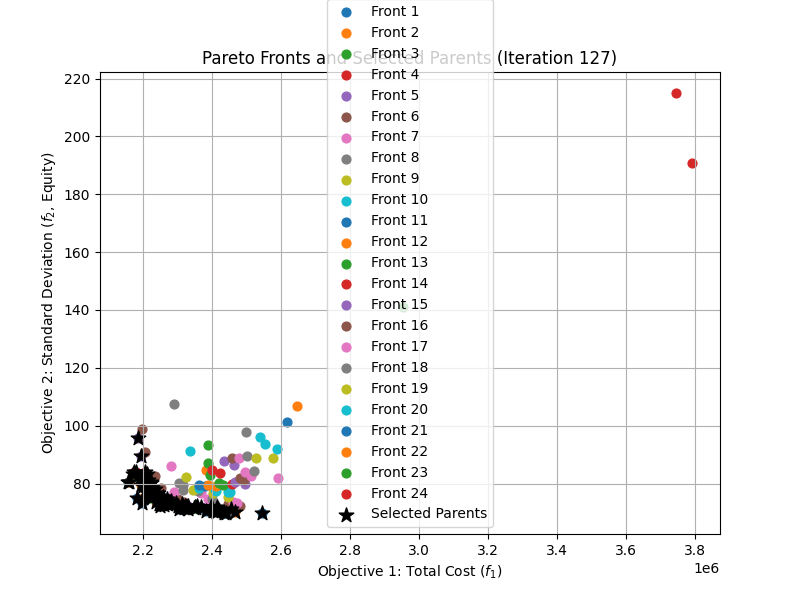 Pareto Fronts and Selected Parents (Iteration 127)
Front 1
Front 2
Front 3
Front 4
Front 5
Front 6
Front 7
Front 8
Front 9
Front 10
Front 11
Front 12
Front 13
Front 14
Front 15
Front 16
Front 17
Front 18
Front 19
Front 20
Front 21
Front 22
Front 23
Front 24
Selected Parents
Objective 2: Standard Deviation (f₂, Equity)
220
200
180
160
140
120
100
80
2.2 2.4 2.6 2.8 3.0 3.2 3.4 3.6 3.8
1e6
Objective 1: Total Cost (f₁)